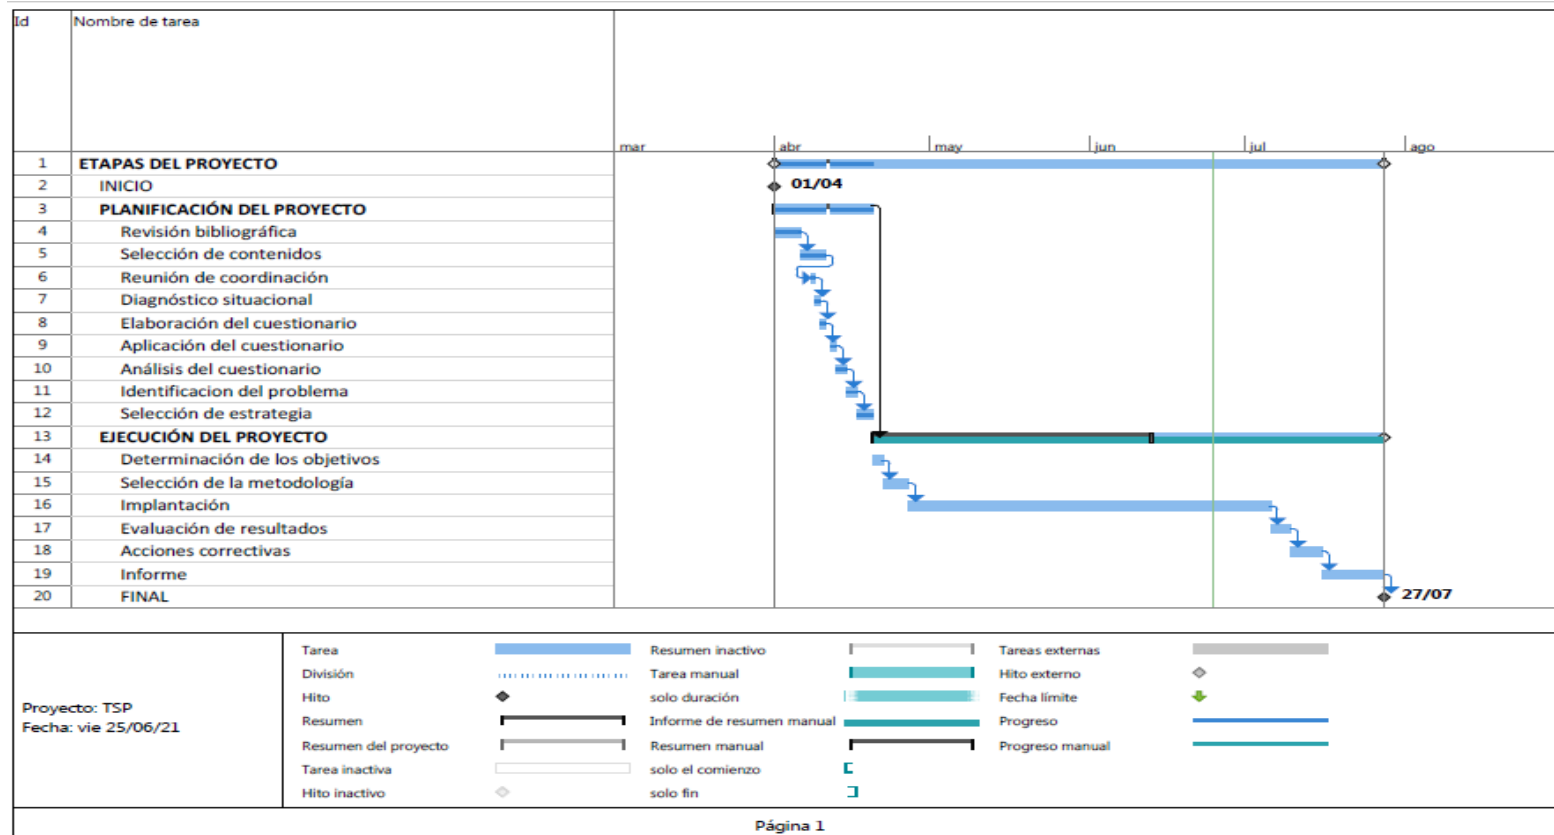 Id Nombre de tarea
mar abr may jun jul ago
1 ETAPAS DEL PROYECTO
2 INICIO 01/04
3 PLANIFICACIÓN DEL PROYECTO
4 Revisión bibliográfica
5 Selección de contenidos
6 Reunión de coordinación
7 Diagnóstico situacional
8 Elaboración del cuestionario
9 Aplicación del cuestionario
10 Análisis del cuestionario
11 Identificacion del problema
12 Selección de estrategia
13 EJECUCIÓN DEL PROYECTO
14 Determinación de los objetivos
15 Selección de la metodología
16 Implantación
17 Evaluación de resultados
18 Acciones correctivas
19 Informe
20 FINAL 27/07
Proyecto: TSP
Fecha: vie 25/06/21
Tarea
División
Hito
Resumen
Resumen del proyecto
Tarea inactiva
Hito inactivo
Resumen inactivo
Tarea manual
solo duración
Informe de resumen manual
Resumen manual
solo el comienzo
solo fin
Tareas externas
Hito externo
Fecha límite
Progreso
Progreso manual
Página 1